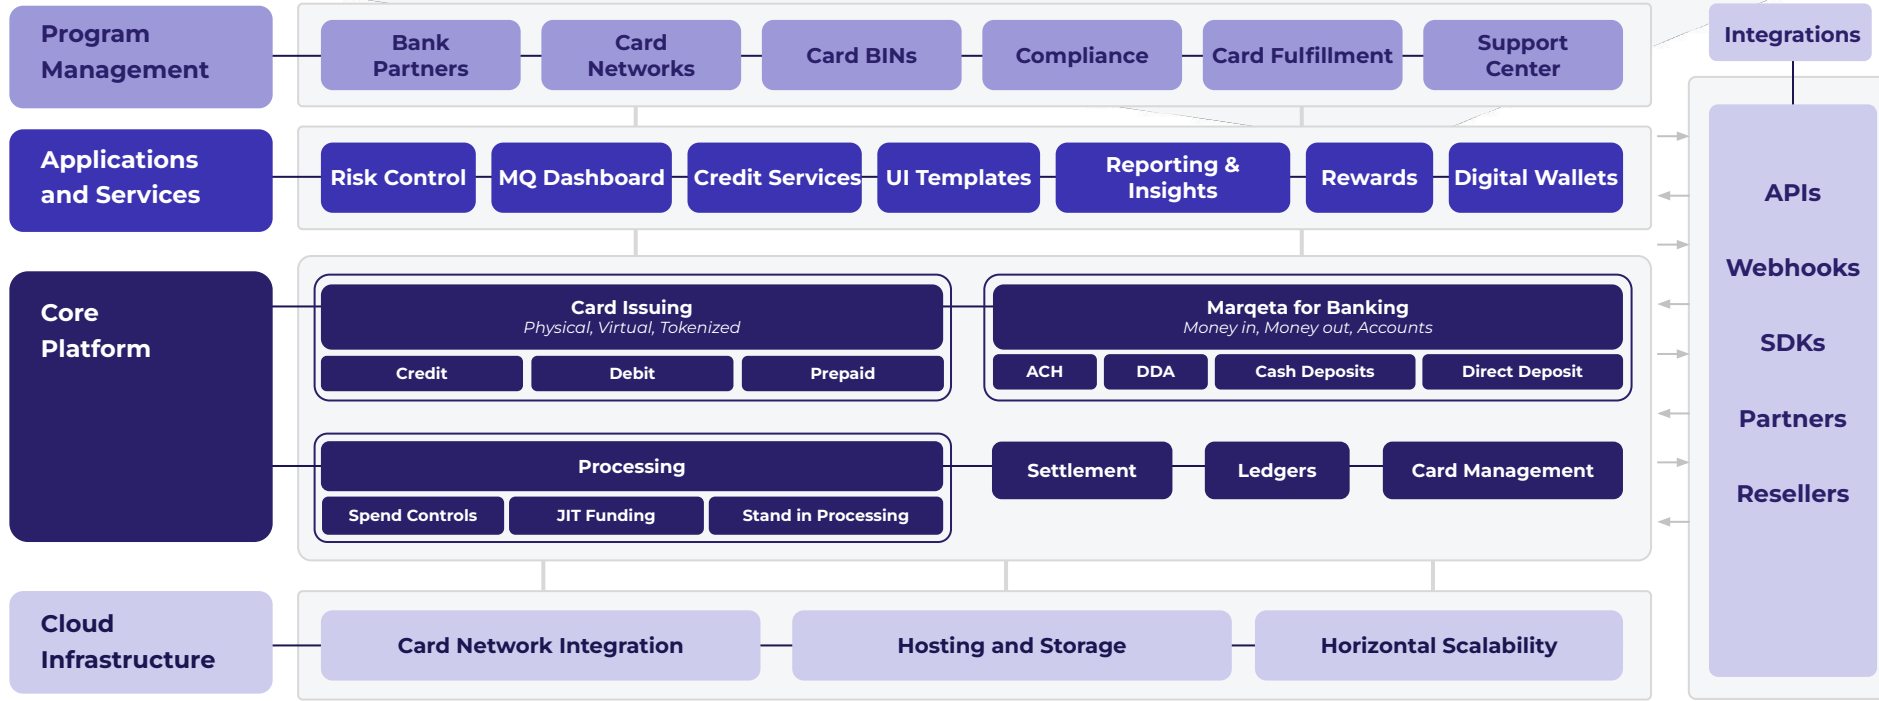 Program
Management
Bank
Partners
Card
Networks
Card BINs
Compliance
Card Fulfillment
Support
Center
Integrations
Applications
and Services
Risk Control
MQ Dashboard
Credit Services
UI Templates
Reporting &
Insights
Rewards
Digital Wallets
Core
Platform
Card Issuing
Physical, Virtual, Tokenized
Credit
Debit
Prepaid
Marqeta for Banking
Money in, Money out, Accounts
ACH
DDA
Cash Deposits
Direct Deposit
Processing
Spend Controls
JIT Funding
Stand in Processing
Settlement
Ledgers
Card Management
Cloud
Infrastructure
Card Network Integration
Hosting and Storage
Horizontal Scalability
APIs
Webhooks
SDKs
Partners
Resellers